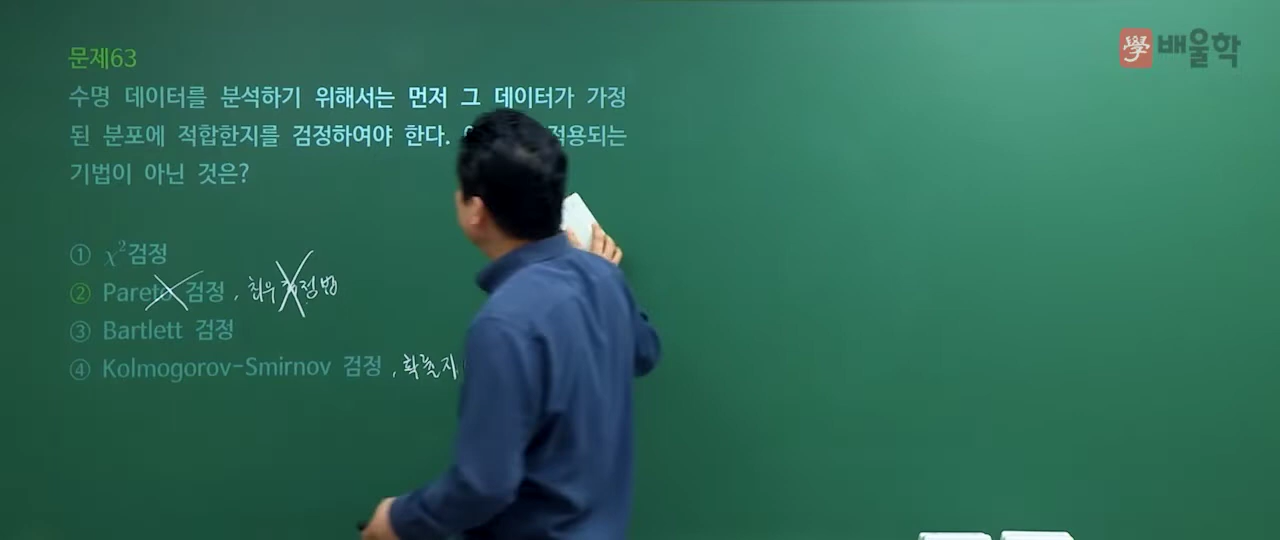 學 배울학
문제63
수명 데이터를 분석하기 위해서는 먼저 그 데이터가 가정
된 분포에 적합한지를 검정하여야 한다. 적용되는
기법이 아닌 것은?
① χ² 검정
② Pareto 검정 , 최우 정법
③ Bartlett 검정
④ Kolmogorov-Smirnov 검정 , 확률지